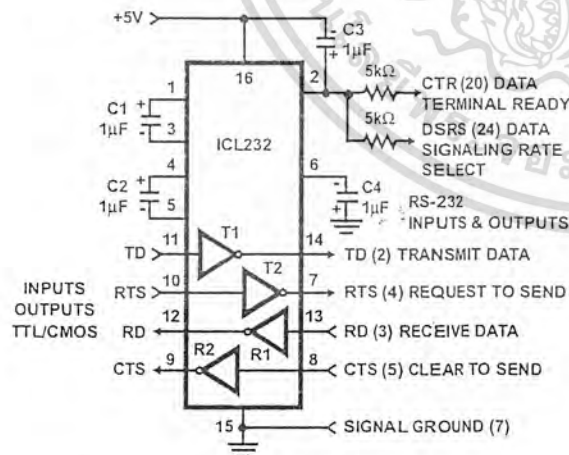 +5V
- C3
+ 1μF
16
1
2
5kΩ
CTR (20) DATA
TERMINAL READY
C1 +
1μF -
3
5kΩ
DSRS (24) DATA
SIGNALING RATE
SELECT
ICL232
4
6
C2 +
1μF -
5
- C4
+ 1μF
RS-232
INPUTS & OUTPUTS
T1
TD 11
14 TD (2) TRANSMIT DATA
T2
RTS 10
7 RTS (4) REQUEST TO SEND
INPUTS
OUTPUTS
TTL/CMOS
RD 12
13 RD (3) RECEIVE DATA
R2 R1
CTS 9
8 CTS (5) CLEAR TO SEND
15
SIGNAL GROUND (7)